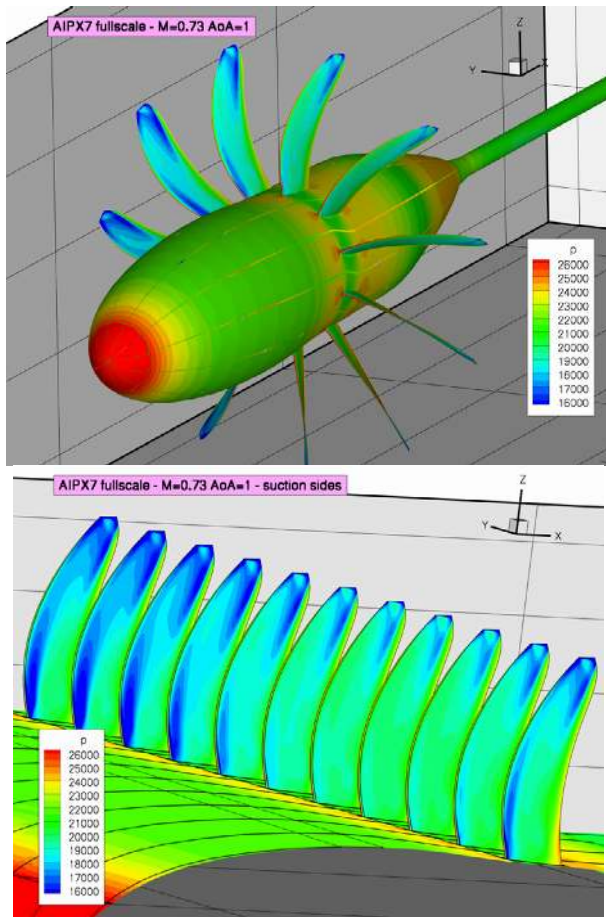 AIPX7 fullscale - M=0.73 AoA=1
Z
Y
X
p
26000
25000
24000
23000
22000
21000
20000
19000
18000
17000
16000
AIPX7 fullscale - M=0.73 AoA=1 - suction sides
Z
Y
X
p
26000
25000
24000
23000
22000
21000
20000
19000
18000
17000
16000